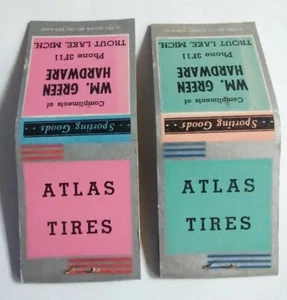 Compliments of
WM. GREEN
HARDWARE
Phone 3F11
TROUT LAKE, MICH.
Sporting Goods
ATLAS
TIRES
Compliments of
WM. GREEN
HARDWARE
Phone 3F11
TROUT LAKE, MICH.
Sporting Goods
ATLAS
TIRES